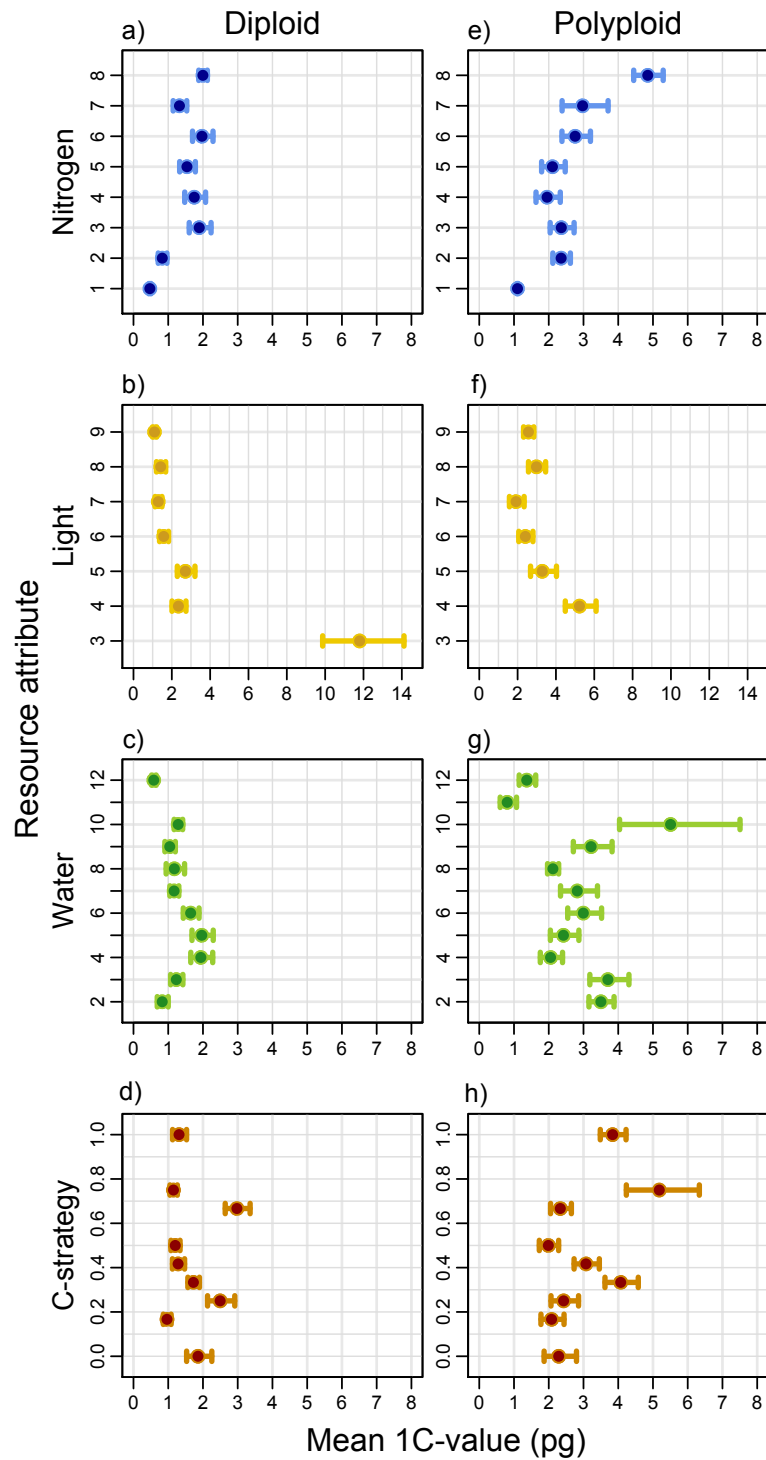 Diploid
Polyploid
a)
e)
Nitrogen
1 2 3 4 5 6 7 8
0 1 2 3 4 5 6 7 8
0 1 2 3 4 5 6 7 8
b)
f)
Light
3 4 5 6 7 8 9
0 2 4 6 8 10 12 14
0 2 4 6 8 10 12 14
Resource attribute
c)
g)
Water
2 4 6 8 10 12
0 1 2 3 4 5 6 7 8
0 1 2 3 4 5 6 7 8
d)
h)
C-strategy
0.0 0.2 0.4 0.6 0.8 1.0
0 1 2 3 4 5 6 7 8
0 1 2 3 4 5 6 7 8
Mean 1C-value (pg)